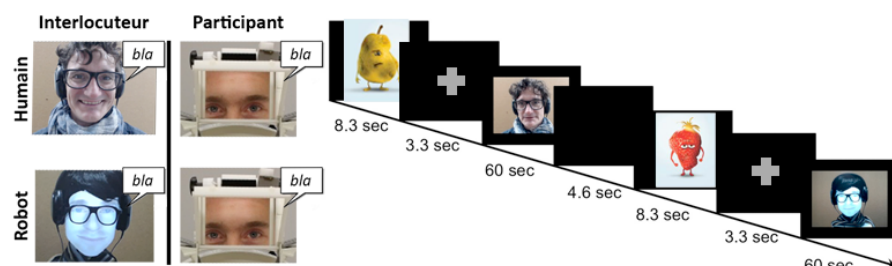 Interlocuteur
Participant
Humain
bla
bla
Robot
bla
bla
8.3 sec
3.3 sec
60 sec
4.6 sec
8.3 sec
3.3 sec
60 sec